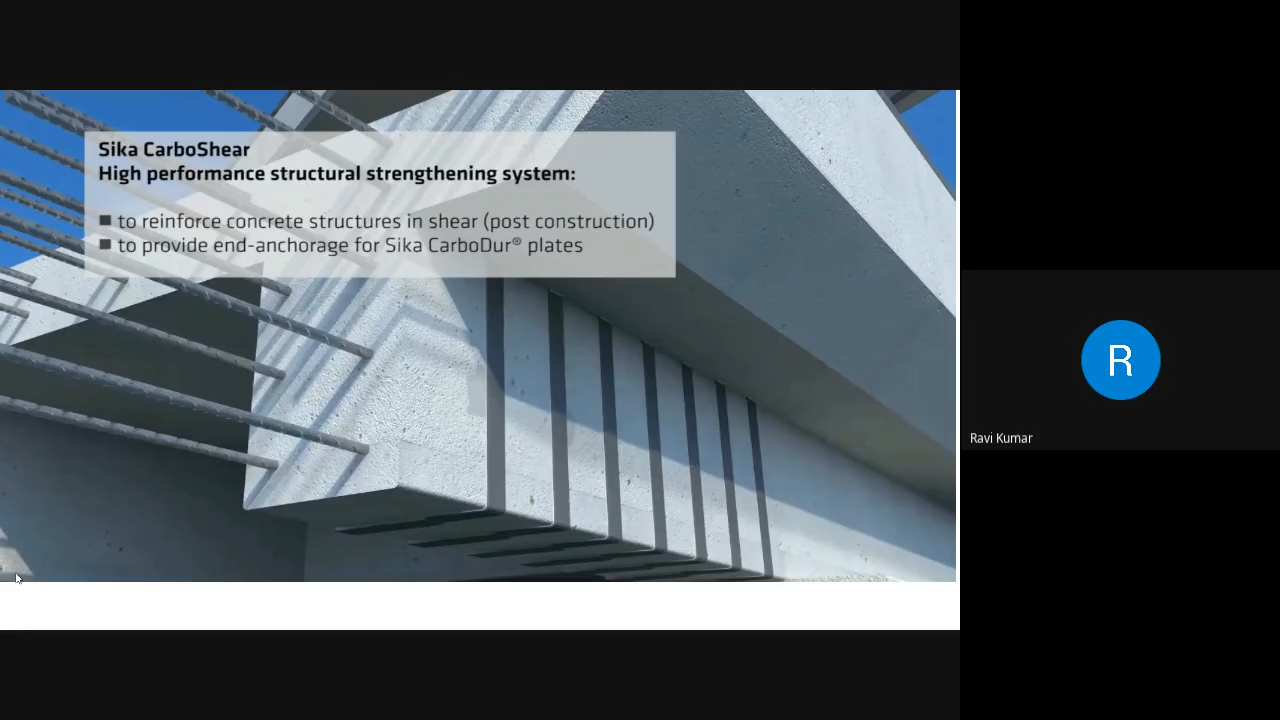 Sika CarboShear
High performance structural strengthening system:
■ to reinforce concrete structures in shear (post construction)
■ to provide end-anchorage for Sika CarboDur® plates
R
Ravi Kumar